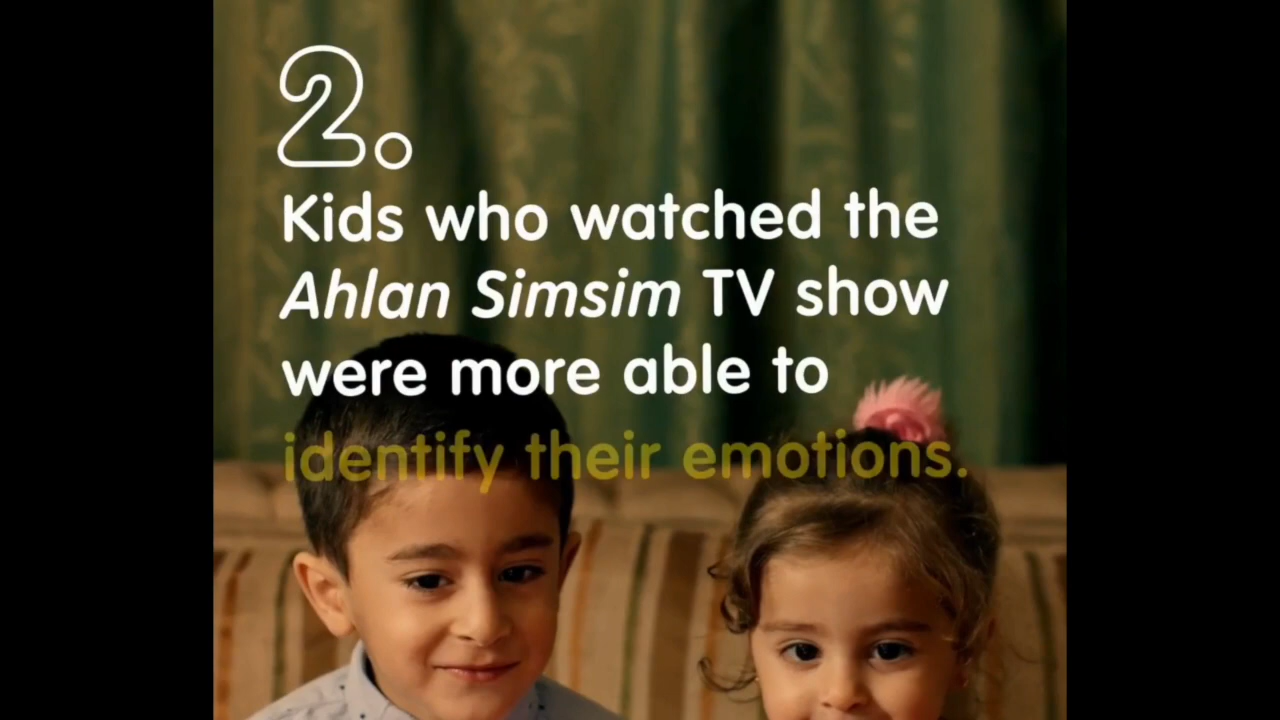 2.
Kids who watched the
Ahlan Simsim TV show
were more able to
identify their emotions.